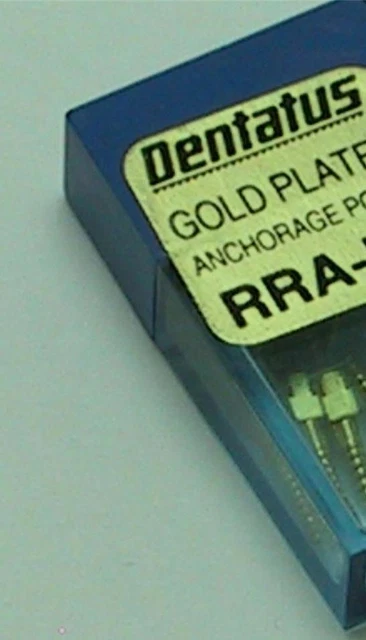 Dentatus
GOLD PLATE
ANCHORAGE PO
RRA-